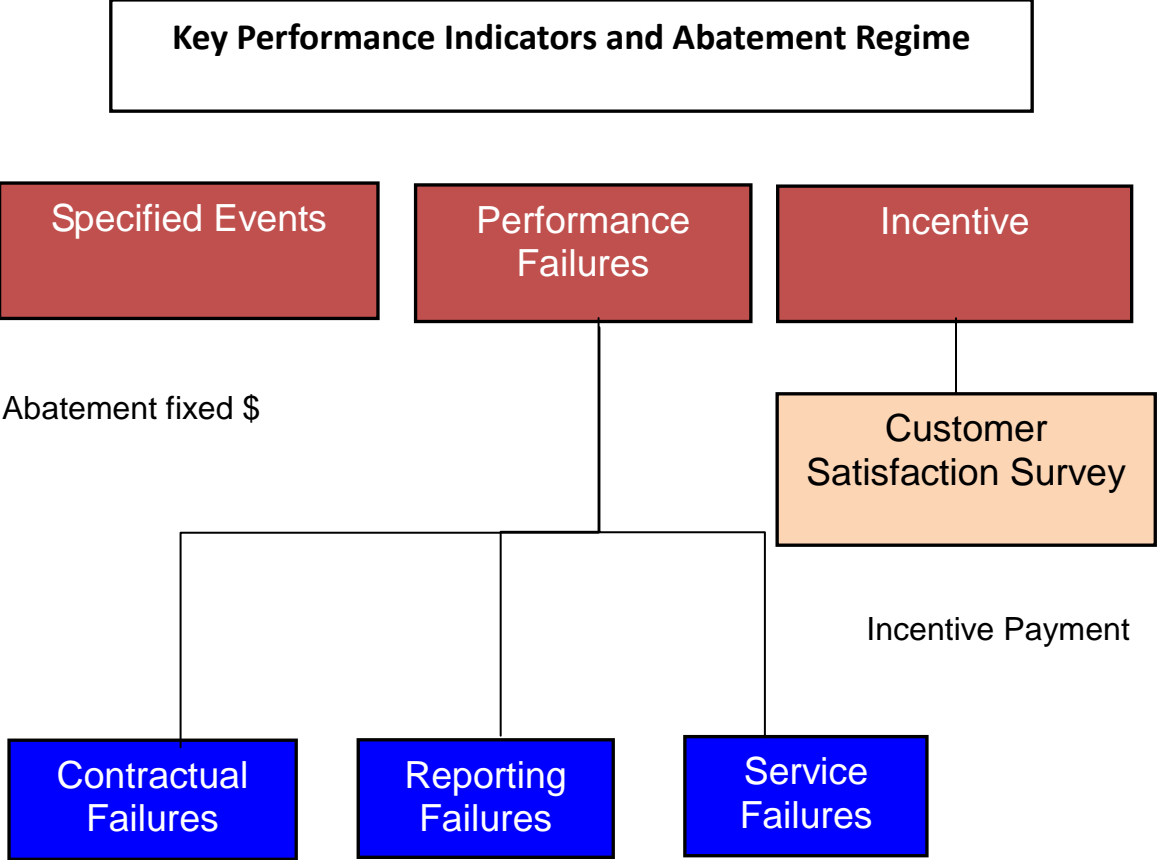 Key Performance Indicators and Abatement Regime
Specified Events
Performance
Failures
Incentive
Abatement fixed $
Customer
Satisfaction Survey
Incentive Payment
Contractual
Failures
Reporting
Failures
Service
Failures